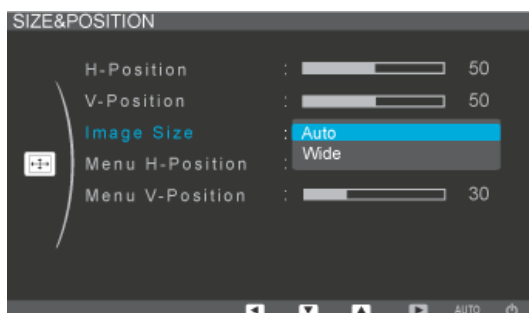 SIZE&POSITION
H-Position : 50
V-Position : 50
Image Size : Auto
Wide
Menu H-Position :
Menu V-Position : 30
AUTO